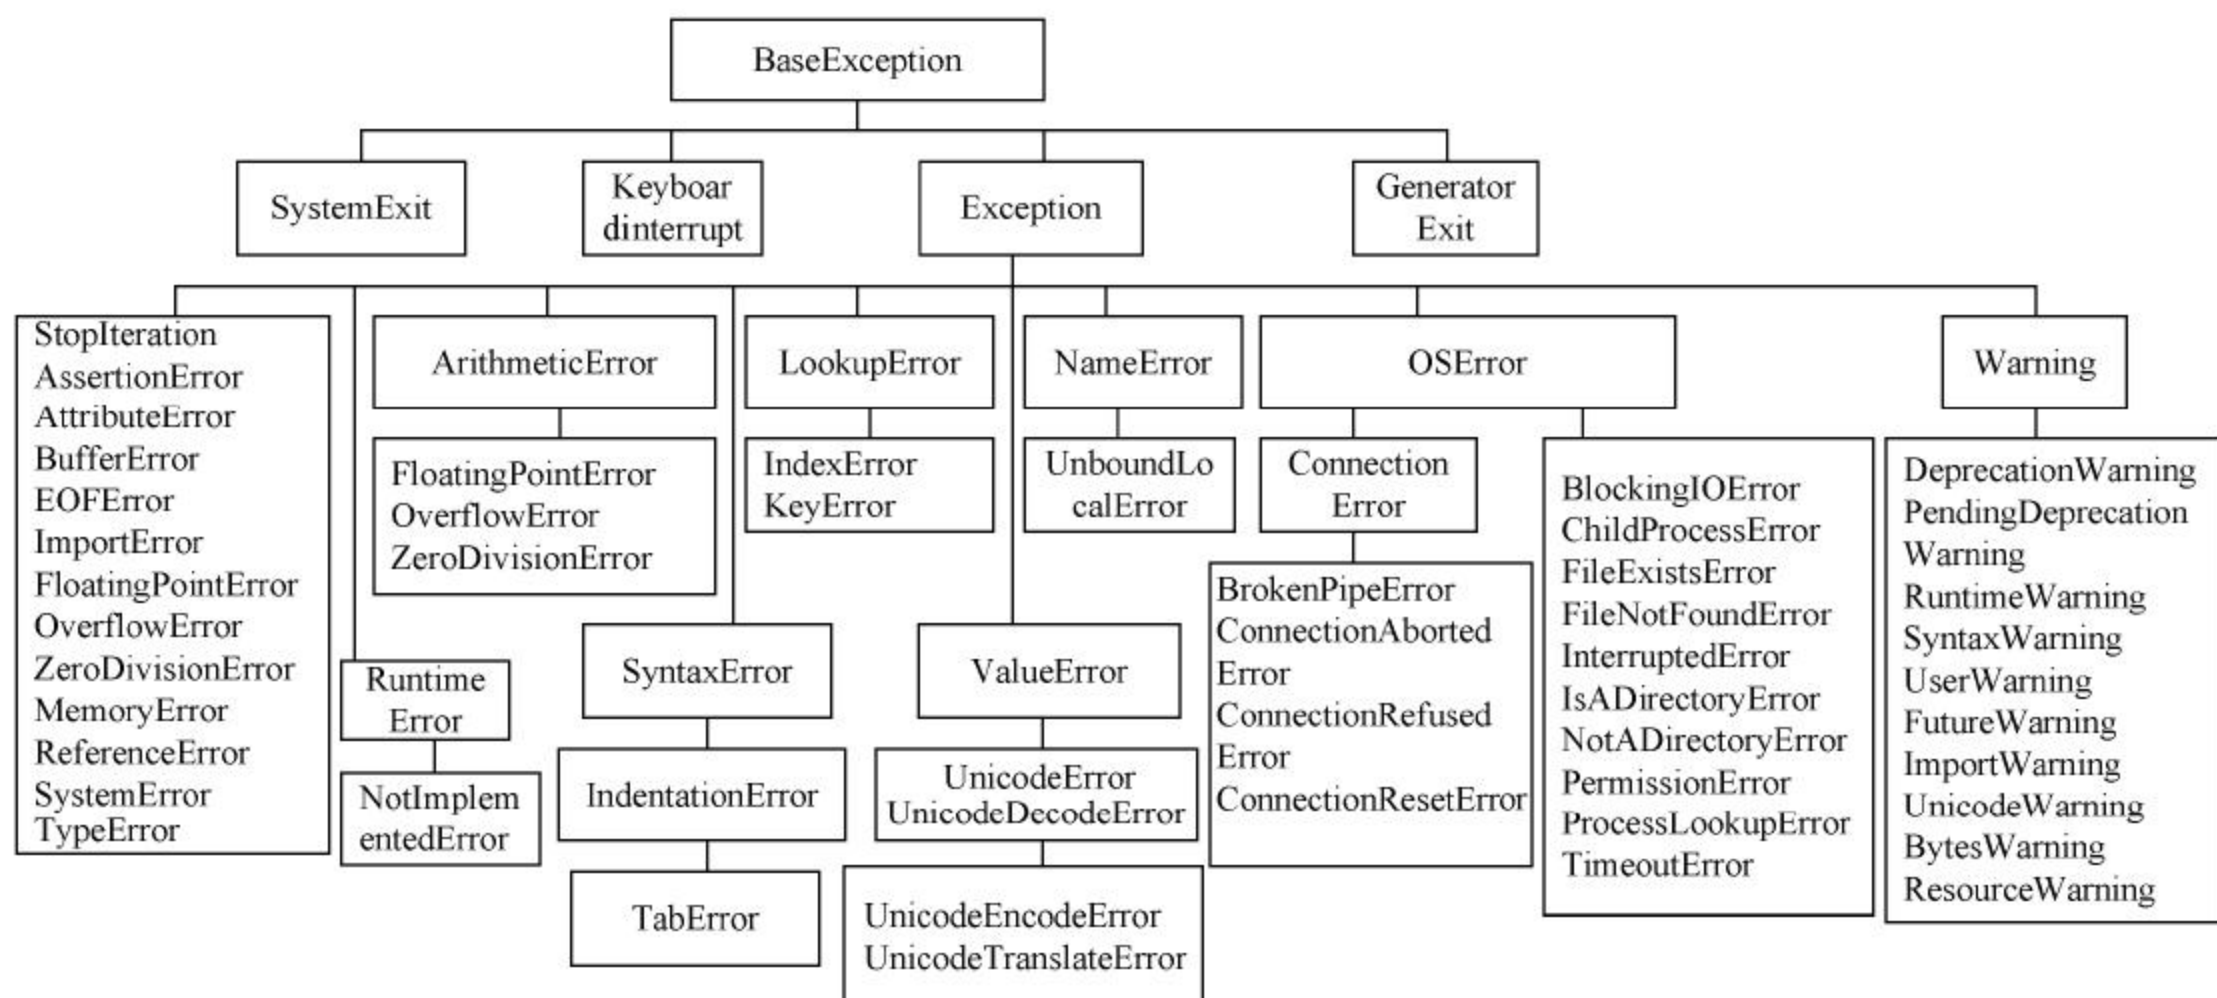 BaseException
SystemExit
Keyboar
dinterrupt
Exception
Generator
Exit
StopIteration
AssertionError
AttributeError
BufferError
EOFError
ImportError
FloatingPointError
OverflowError
ZeroDivisionError
MemoryError
ReferenceError
SystemError
TypeError
Runtime
Error
NotImplem
entedError
ArithmeticError
FloatingPointError
OverflowError
ZeroDivisionError
SyntaxError
IndentationError
TabError
LookupError
IndexError
KeyError
ValueError
UnicodeError
UnicodeDecodeError
UnicodeEncodeError
UnicodeTranslateError
NameError
UnboundLo
calError
OSError
Connection
Error
BrokenPipeError
ConnectionAborted
Error
ConnectionRefused
Error
ConnectionResetError
BlockingIOError
ChildProcessError
FileExistsError
FileNotFoundError
InterruptedError
IsADirectoryError
NotADirectoryError
PermissionError
ProcessLookupError
TimeoutError
Warning
DeprecationWarning
PendingDeprecation
Warning
RuntimeWarning
SyntaxWarning
UserWarning
FutureWarning
ImportWarning
UnicodeWarning
BytesWarning
ResourceWarning